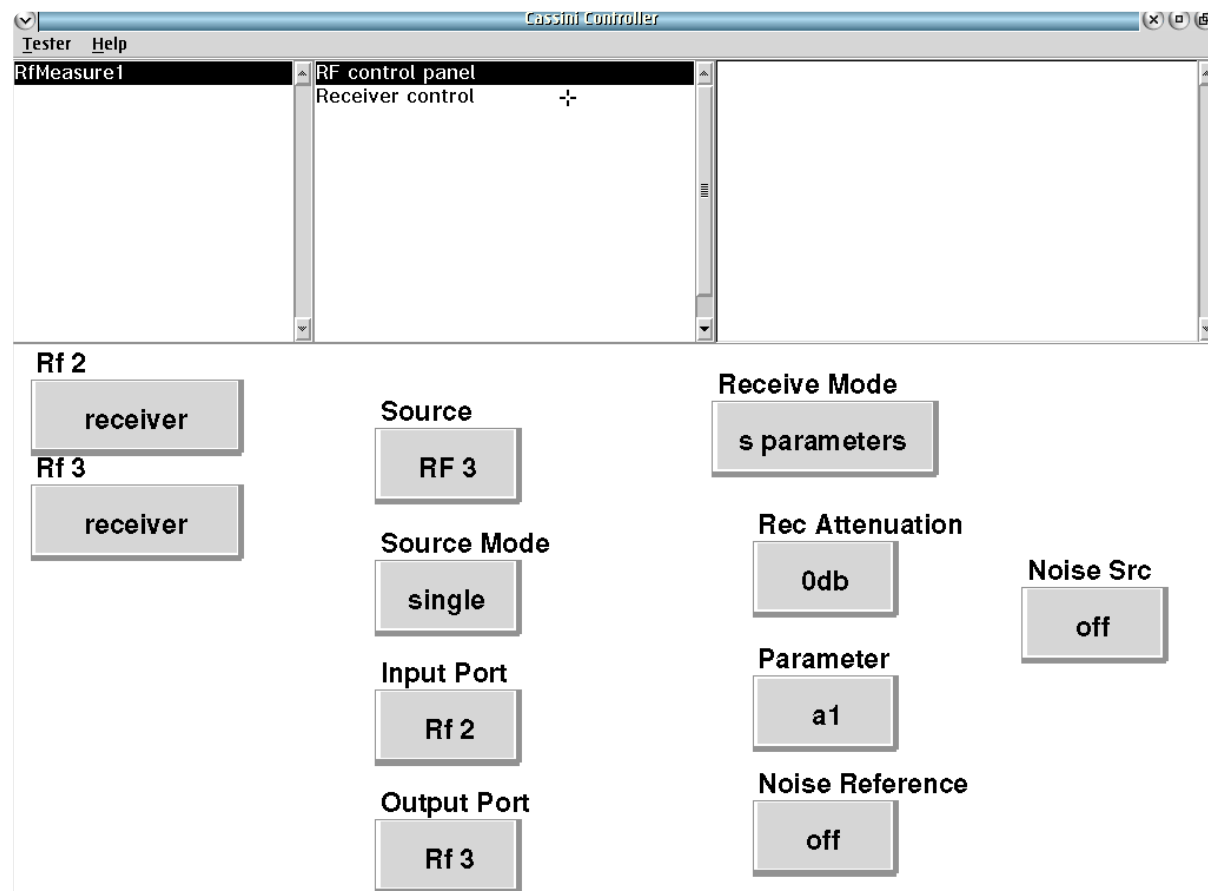 Cassini Controller
Tester Help
RfMeasure1
RF control panel
Receiver control
Rf 2
receiver
Rf 3
receiver
Source
RF 3
Source Mode
single
Input Port
Rf 2
Output Port
Rf 3
Receive Mode
s parameters
Rec Attenuation
0db
Parameter
a1
Noise Reference
off
Noise Src
off